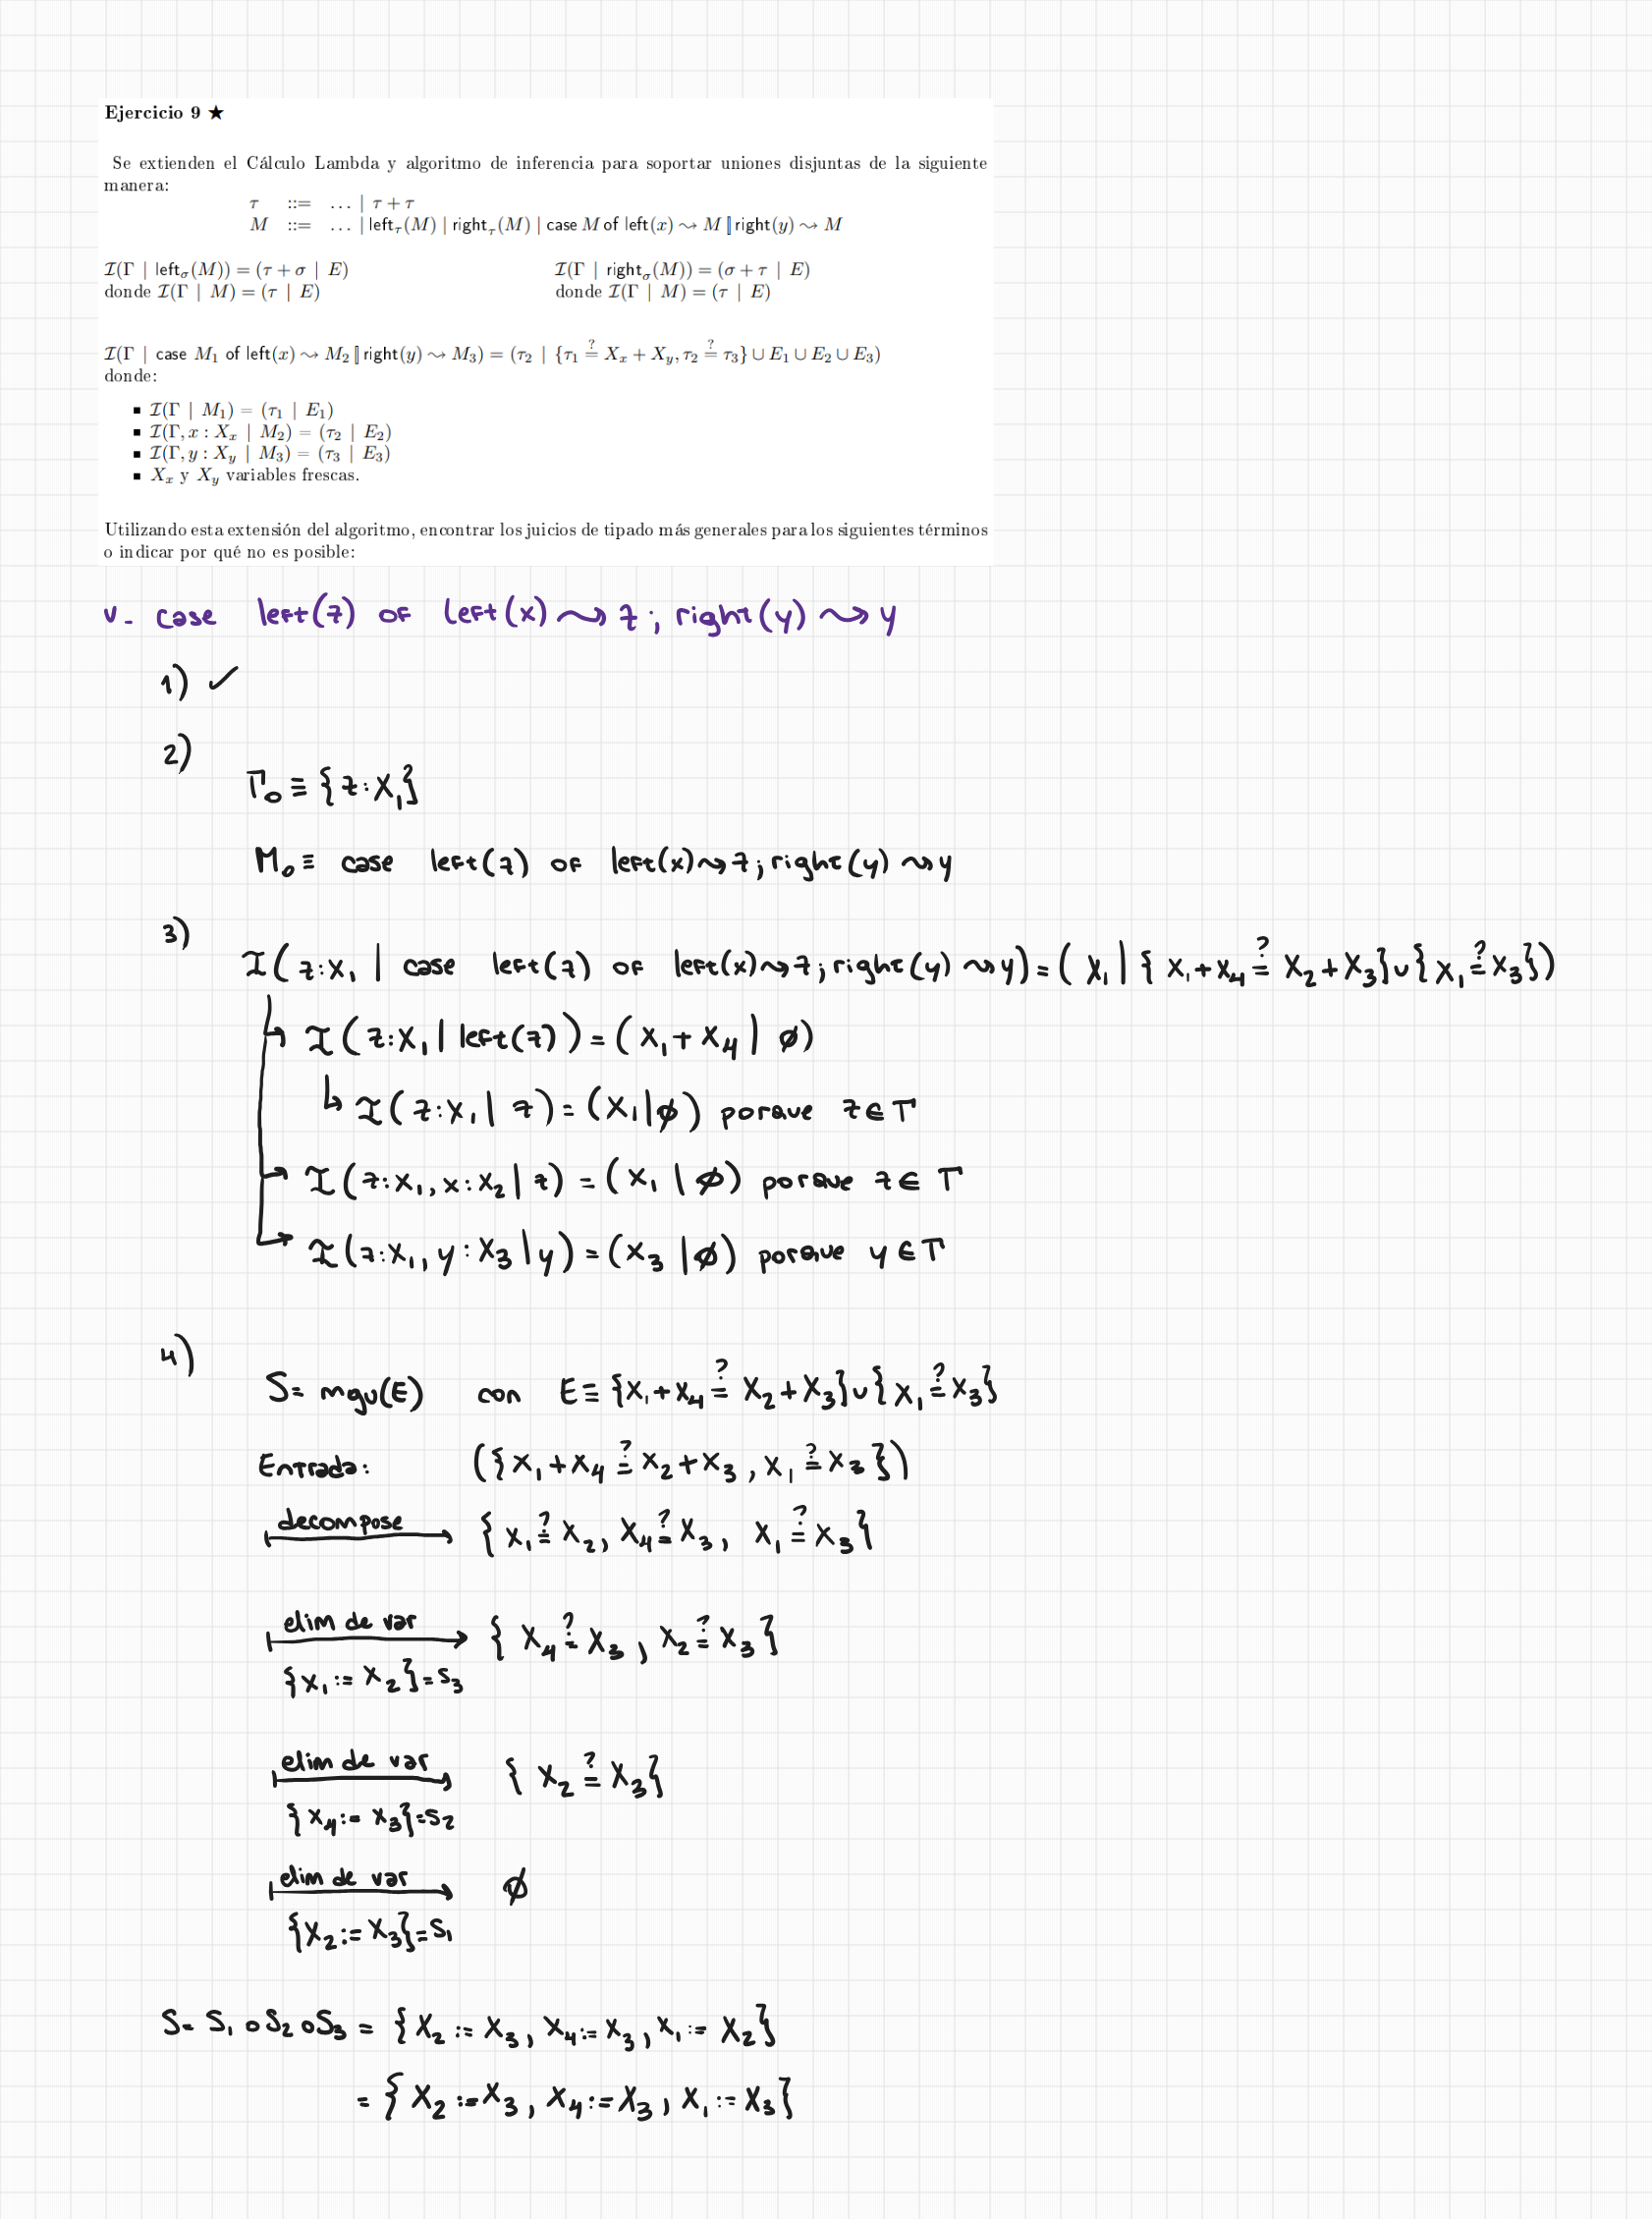 Ejercicio 9 ★
Se extienden el Cálculo Lambda y algoritmo de inferencia para soportar uniones disjuntas de la siguiente
manera:
τ ::= … | τ + τ
M ::= … | left_τ(M) | right_τ(M) | case M of left(x) ⇝ M ⫿ right(y) ⇝ M
ℐ(Γ | left_σ(M)) = (τ + σ | E) ℐ(Γ | right_σ(M)) = (σ + τ | E)
donde ℐ(Γ | M) = (τ | E) donde ℐ(Γ | M) = (τ | E)
ℐ(Γ | case M₁ of left(x) ⇝ M₂ ⫿ right(y) ⇝ M₃) = (τ₂ | {τ₁ ≟ X_x + X_y, τ₂ ≟ τ₃} ∪ E₁ ∪ E₂ ∪ E₃)
donde:
▪ ℐ(Γ | M₁) = (τ₁ | E₁)
▪ ℐ(Γ, x : X_x | M₂) = (τ₂ | E₂)
▪ ℐ(Γ, y : X_y | M₃) = (τ₃ | E₃)
▪ X_x y X_y variables frescas.
Utilizando esta extensión del algoritmo, encontrar los juicios de tipado más generales para los siguientes términos
o indicar por qué no es posible:
v. case left(z) of left(x) ⇝ z ; right(y) ⇝ y
1) ✓
2)
Γ₀ ≡ {z : X₁}
M₀ ≡ case left(z) of left(x) ⇝ z ; right(y) ⇝ y
3)
ℐ(z : X₁ | case left(z) of left(x) ⇝ z ; right(y) ⇝ y) = (X₁ | {X₁ + X₄ ≟ X₂ + X₃} ∪ {X₁ ≟ X₃})
↳ ℐ(z : X₁ | left(z)) = (X₁ + X₄ | ∅)
↳ ℐ(z : X₁ | z) = (X₁ | ∅) porque z ∈ Γ
↳ ℐ(z : X₁, x : X₂ | z) = (X₁ | ∅) porque z ∈ Γ
↳ ℐ(z : X₁, y : X₃ | y) = (X₃ | ∅) porque y ∈ Γ
4)
S = mgu(E) con E ≡ {X₁ + X₄ ≟ X₂ + X₃} ∪ {X₁ ≟ X₃}
Entrada: ({X₁ + X₄ ≟ X₂ + X₃, X₁ ≟ X₃})
decompose {X₁ ≟ X₂, X₄ ≟ X₃, X₁ ≟ X₃}
elim de var {X₄ ≟ X₃, X₂ ≟ X₃}
{X₁ := X₂} = S₃
elim de var {X₂ ≟ X₃}
{X₄ := X₃} = S₂
elim de var ∅
{X₂ := X₃} = S₁
S = S₁ ∘ S₂ ∘ S₃ = {X₂ := X₃, X₄ := X₃, X₁ := X₂}
= {X₂ := X₃, X₄ := X₃, X₁ := X₃}